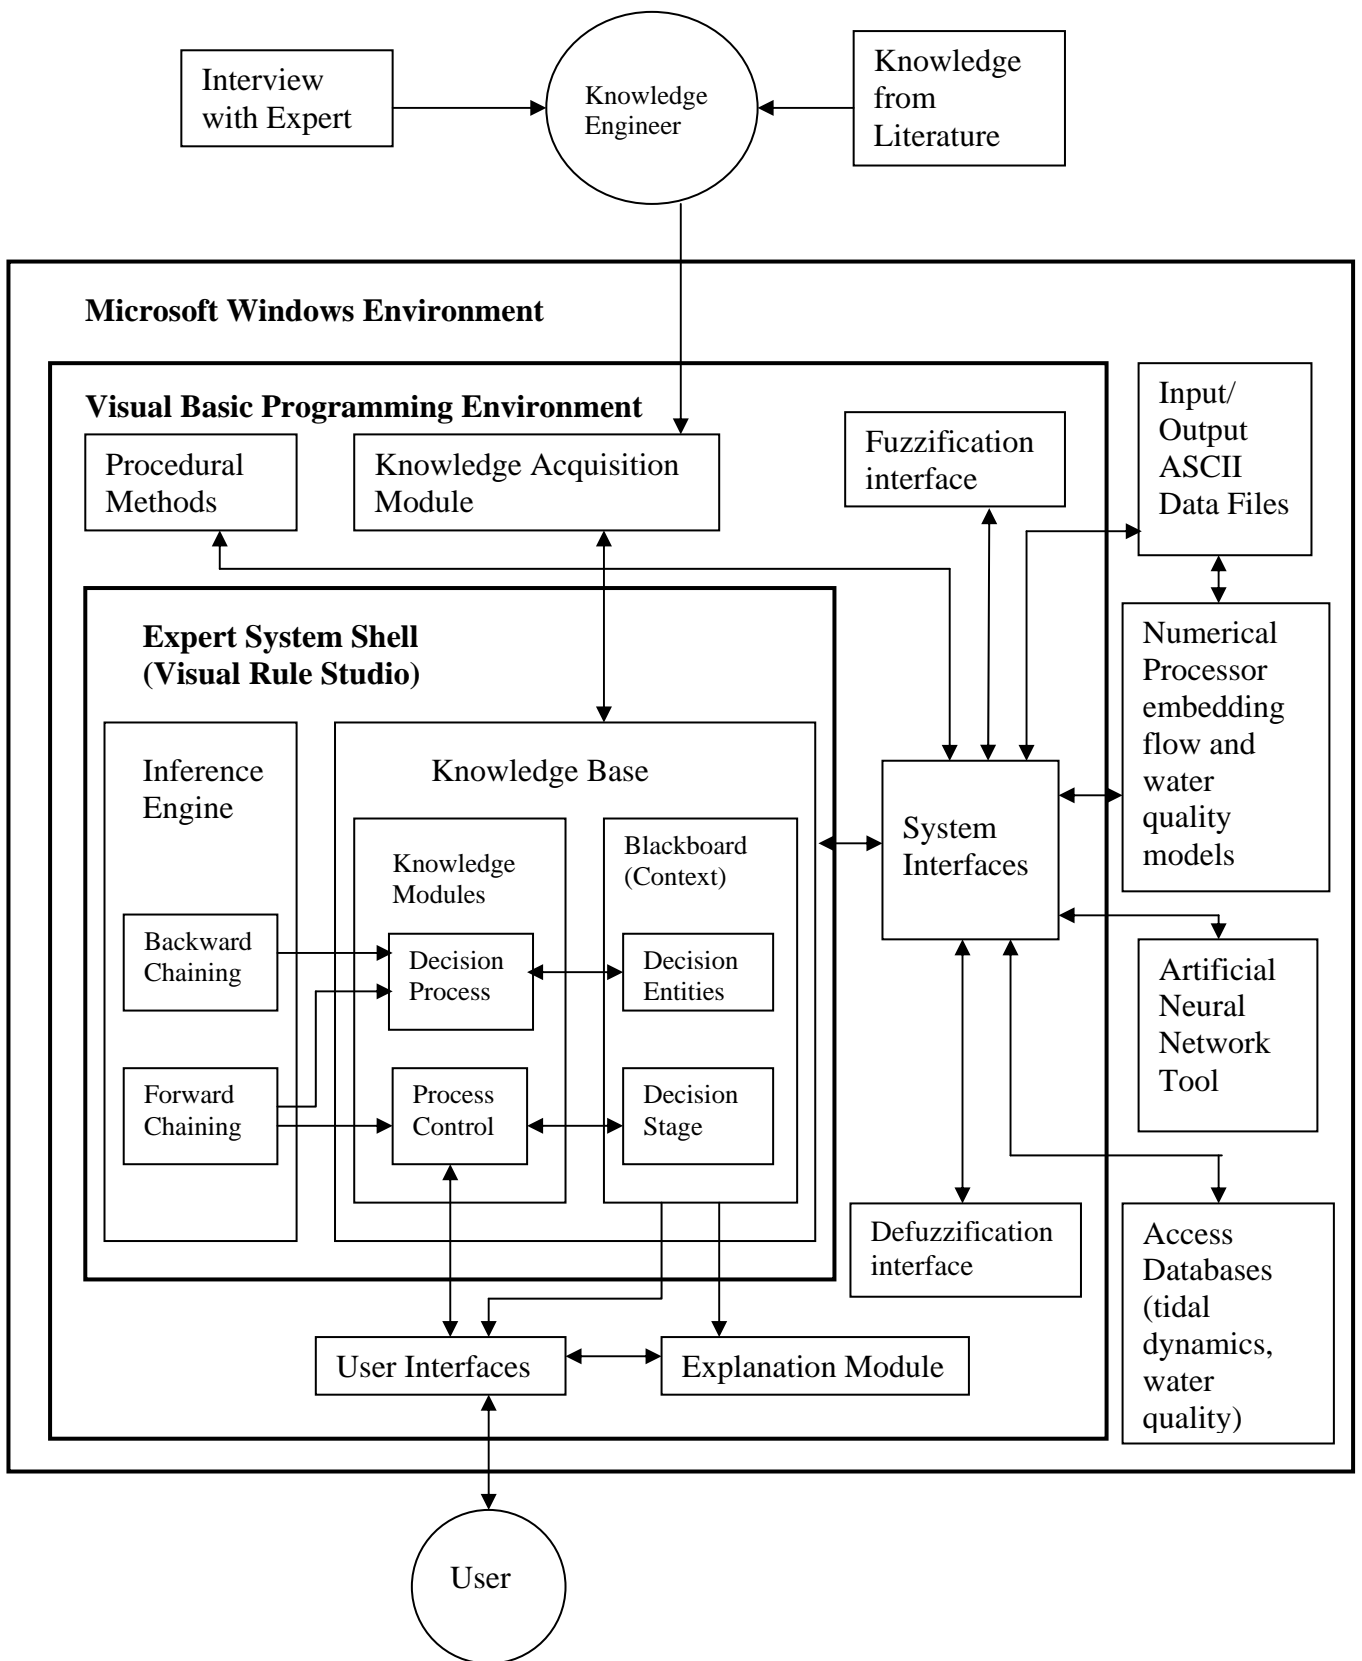 Interview
with Expert
Knowledge
Engineer
Knowledge
from
Literature
Microsoft Windows Environment
Visual Basic Programming Environment
Procedural
Methods
Knowledge Acquisition
Module
Fuzzification
interface
Input/
Output
ASCII
Data Files
Expert System Shell
(Visual Rule Studio)
Numerical
Processor
embedding
flow and
water
quality
models
Inference
Engine
Knowledge Base
System
Interfaces
Knowledge
Modules
Blackboard
(Context)
Backward
Chaining
Decision
Process
Decision
Entities
Artificial
Neural
Network
Tool
Forward
Chaining
Process
Control
Decision
Stage
Defuzzification
interface
Access
Databases
(tidal
dynamics,
water
quality)
User Interfaces
Explanation Module
User